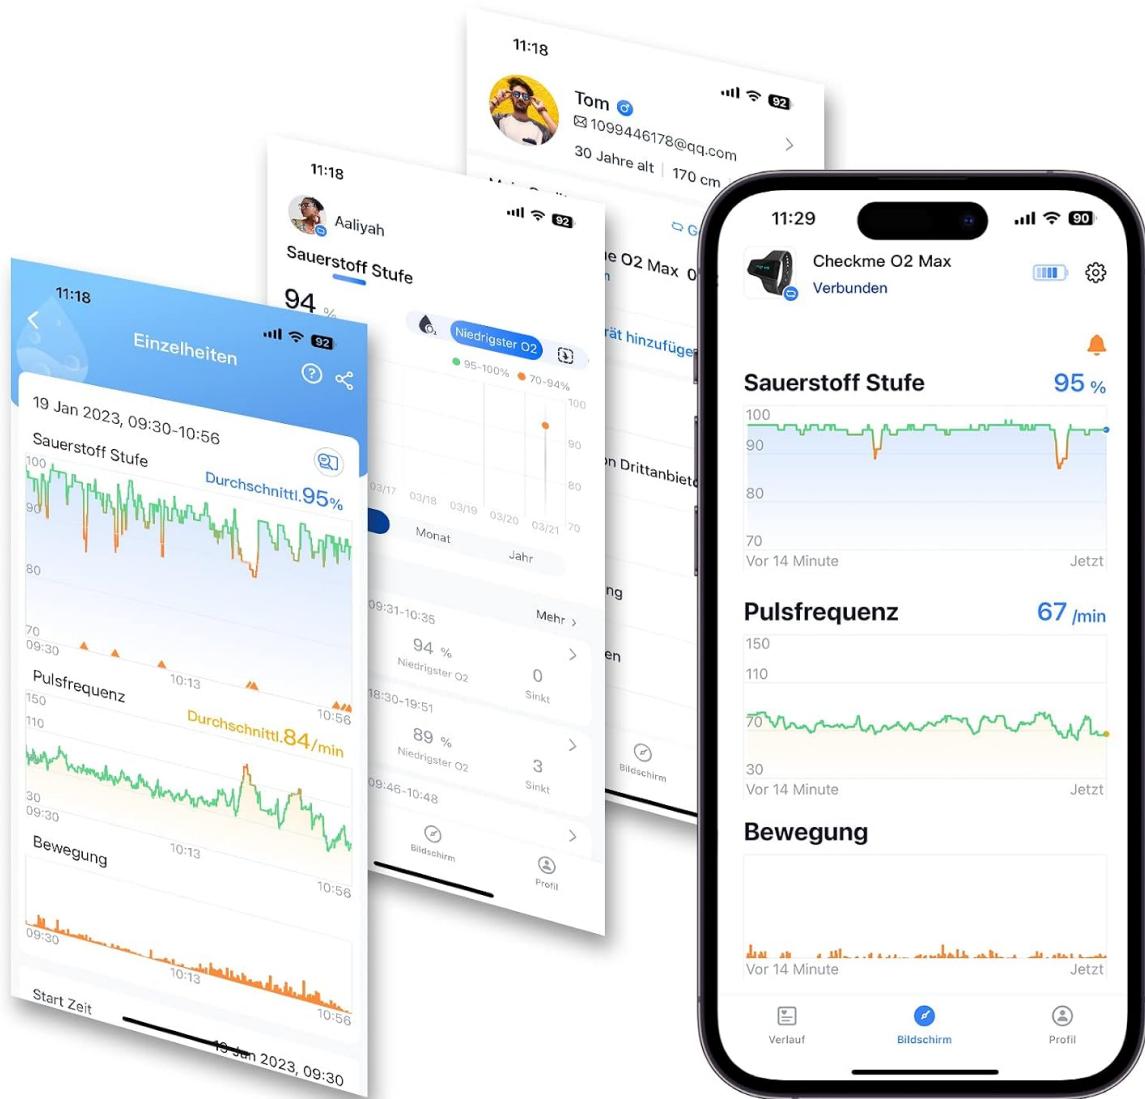 11:18
92
Einzelheiten
19 Jan 2023, 09:30-10:56
Sauerstoff Stufe
Durchschnittl.95%
100
90
80
70
09:30
10:13
10:56
Pulsfrequenz
Durchschnittl.84/min
150
110
30
09:30
10:13
10:56
Bewegung
09:30
10:13
10:56
Start Zeit
19 Jan 2023, 09:30
11:18
92
Aaliyah
Sauerstoff Stufe
94 %
O₂
Niedrigster O2
95-100%
70-94%
100
90
80
70
03/17
03/18
03/19
03/20
03/21
Monat
Jahr
Mehr >
09:31-10:35
94 %
Niedrigster O2
0
Sinkt
18:30-19:51
89 %
Niedrigster O2
3
Sinkt
09:46-10:48
Bildschirm
Profil
11:18
92
Tom
1099446178@qq.com
30 Jahre alt
170 cm
O2 Max
hinzufüge
Bildschirm
11:29
90
Checkme O2 Max
Verbunden
Sauerstoff Stufe
95 %
100
90
80
70
Vor 14 Minute
Jetzt
Pulsfrequenz
67 /min
150
110
70
30
Vor 14 Minute
Jetzt
Bewegung
Vor 14 Minute
Jetzt
Verlauf
Bildschirm
Profil